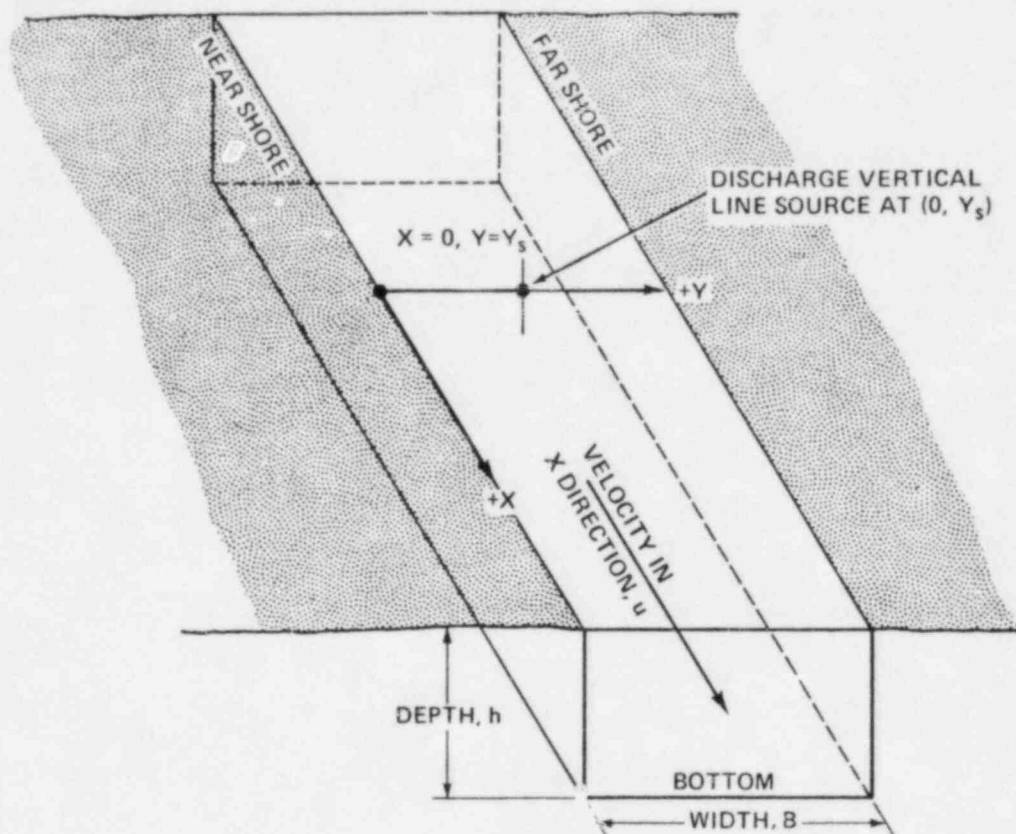 NEAR SHORE
FAR SHORE
DISCHARGE VERTICAL
LINE SOURCE AT (0, Yₛ)
X = 0, Y=Yₛ
+Y
+X
VELOCITY IN
X DIRECTION, u
DEPTH, h
BOTTOM
WIDTH, B